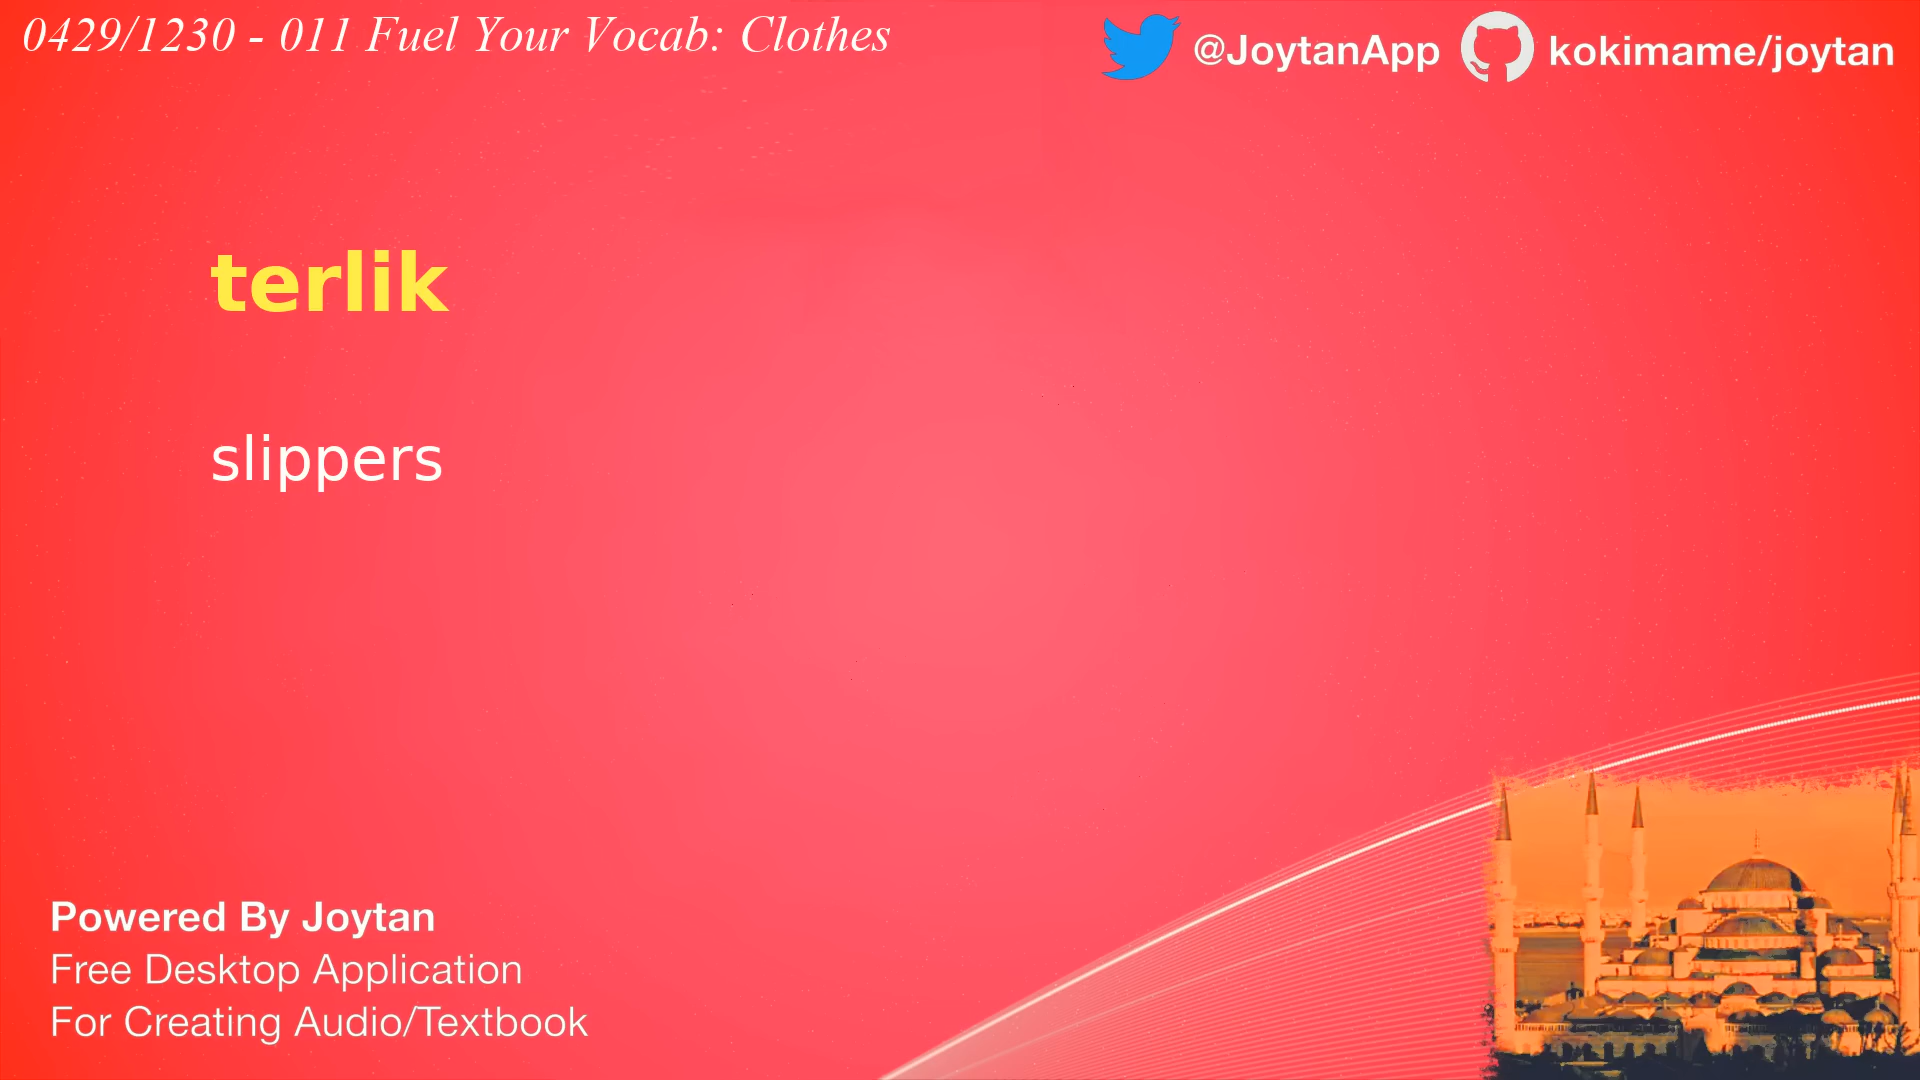 0429/1230 - 011 Fuel Your Vocab: Clothes
@JoytanApp kokimame/joytan
terlik
slippers
Powered By Joytan
Free Desktop Application
For Creating Audio/Textbook